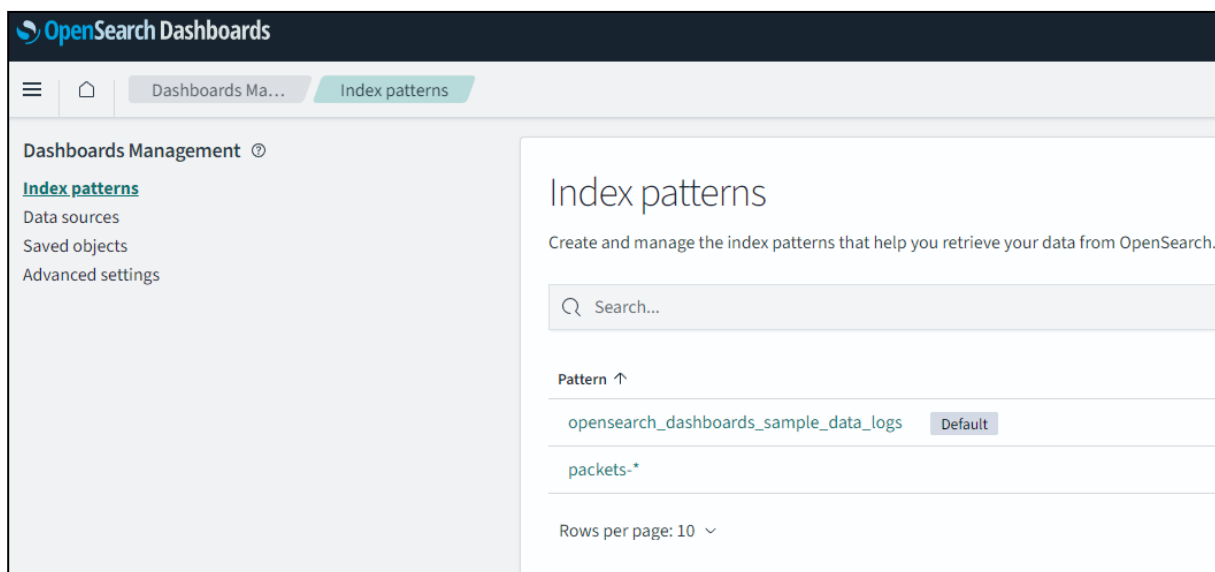 OpenSearch Dashboards
Dashboards Ma... Index patterns
Dashboards Management
Index patterns
Data sources
Saved objects
Advanced settings
Index patterns
Create and manage the index patterns that help you retrieve your data from OpenSearch.
Search...
Pattern ↑
opensearch_dashboards_sample_data_logs Default
packets-*
Rows per page: 10